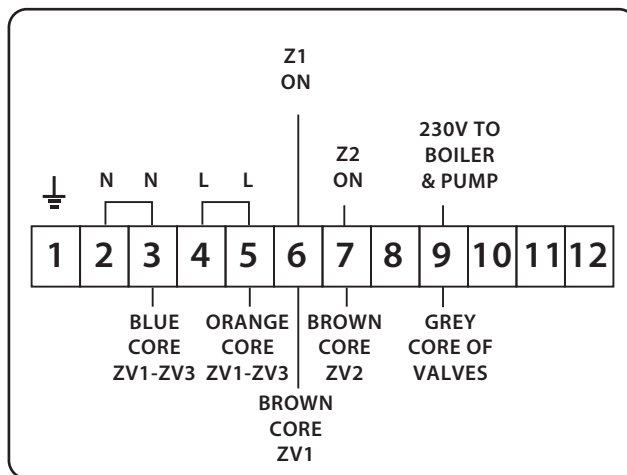 Z1
ON
230V TO
BOILER
& PUMP
Z2
ON
N N L L
1 2 3 4 5 6 7 8 9 10 11 12
BLUE
CORE
ZV1-ZV3
ORANGE
CORE
ZV1-ZV3
BROWN
CORE
ZV1
BROWN
CORE
ZV2
GREY
CORE OF
VALVES